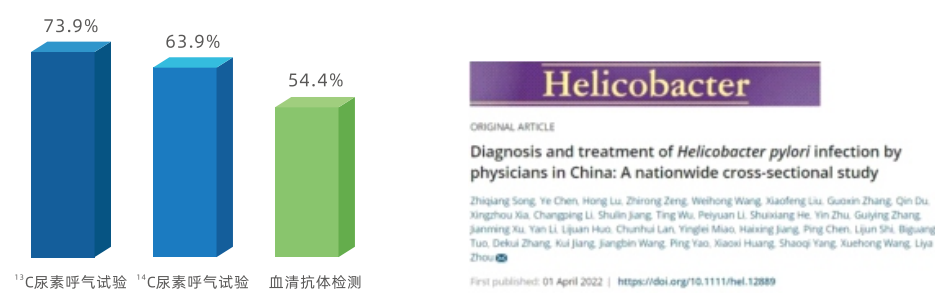 73.9%
63.9%
54.4%
¹³C尿素呼气试验
¹⁴C尿素呼气试验
血清抗体检测
Helicobacter
ORIGINAL ARTICLE
Diagnosis and treatment of Helicobacter pylori infection by
physicians in China: A nationwide cross-sectional study
Zhiqiang Song, Ye Chen, Hong Lu, Zhirong Zeng, Weihong Wang, Xiaofeng Liu, Guoxin Zhang, Qin Du,
Xingzhou Xia, Changping Li, Shulin Jiang, Ting Wu, Peiyuan Li, Shuixiang He, Yin Zhu, Guiying Zhang,
Jianming Xu, Yan Li, Lijuan Huo, Chunhui Lan, Yinglei Miao, Haixing Jiang, Ping Chen, Lijun Shi, Biguang
Tuo, Dekui Zhang, Kui Jiang, Jiangbin Wang, Ping Yao, Xiaoxi Huang, Shaoqi Yang, Xuehong Wang, Liya
Zhou
First published: 01 April 2022 | https://doi.org/10.1111/hel.12889